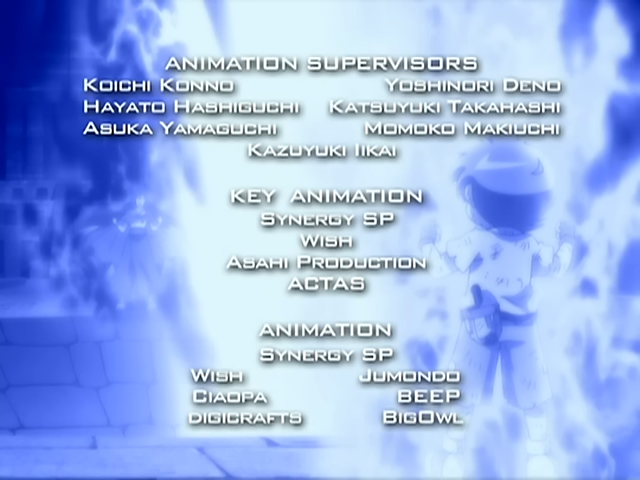 ANIMATION SUPERVISORS
KOICHI KONNO YOSHINORI DENO
HAYATO HASHIGUCHI KATSUYUKI TAKAHASHI
ASUKA YAMAGUCHI MOMOKO MAKIUCHI
KAZUYUKI IIKAI
KEY ANIMATION
SYNERGY SP
WISH
ASAHI PRODUCTION
ACTAS
ANIMATION
SYNERGY SP
WISH JUMONDO
CIAOPA BEEP
DIGICRAFTS BIGOWL